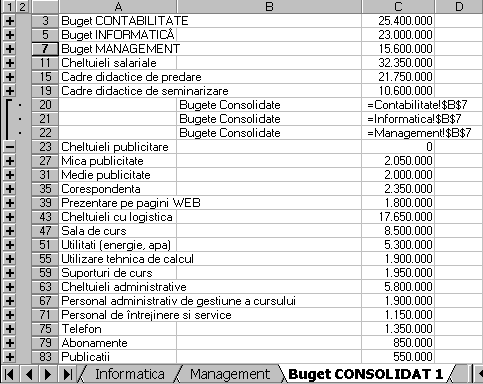 1 2 A B C D
3 Buget CONTABILITATE 25.400.000
5 Buget INFORMATICĂ 23.000.000
7 Buget MANAGEMENT 15.600.000
11 Cheltuieli salariale 32.350.000
15 Cadre didactice de predare 21.750.000
19 Cadre didactice de seminarizare 10.600.000
20 Bugete Consolidate =Contabilitate!$B$7
21 Bugete Consolidate =Informatica!$B$7
22 Bugete Consolidate =Management!$B$7
23 Cheltuieli publicitare 0
27 Mica publicitate 2.050.000
31 Medie publicitate 2.000.000
35 Corespondenta 2.350.000
39 Prezentare pe pagini WEB 1.800.000
43 Cheltuieli cu logistica 17.650.000
47 Sala de curs 8.500.000
51 Utilitati (energie, apa) 5.300.000
55 Utilizare tehnica de calcul 1.900.000
59 Suporturi de curs 1.950.000
63 Cheltuieli administrative 5.800.000
67 Personal administrativ de gestiune a cursului 1.900.000
71 Personal de întreținere si service 1.150.000
75 Telefon 1.350.000
79 Abonamente 850.000
83 Publicatii 550.000
Informatica Management Buget CONSOLIDAT 1